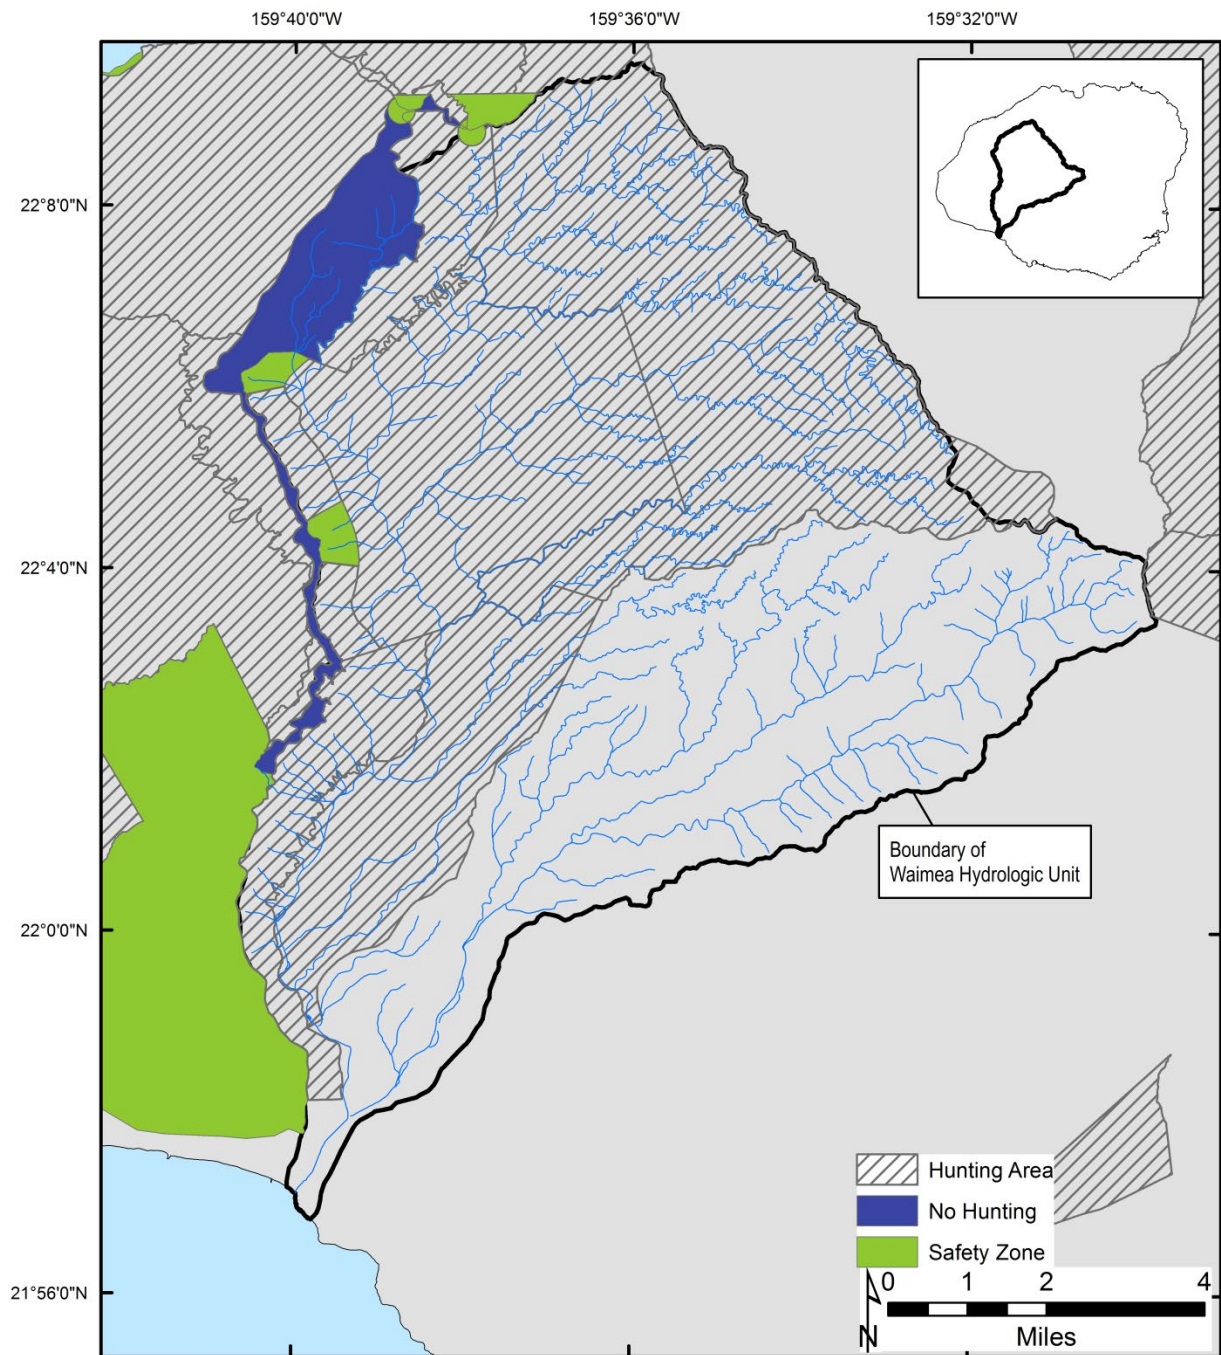 159°40'0"W
159°36'0"W
159°32'0"W
22°8'0"N
22°4'0"N
22°0'0"N
21°56'0"N
Boundary of
Waimea Hydrologic Unit
Hunting Area
No Hunting
Safety Zone
0 1 2 4
N
Miles